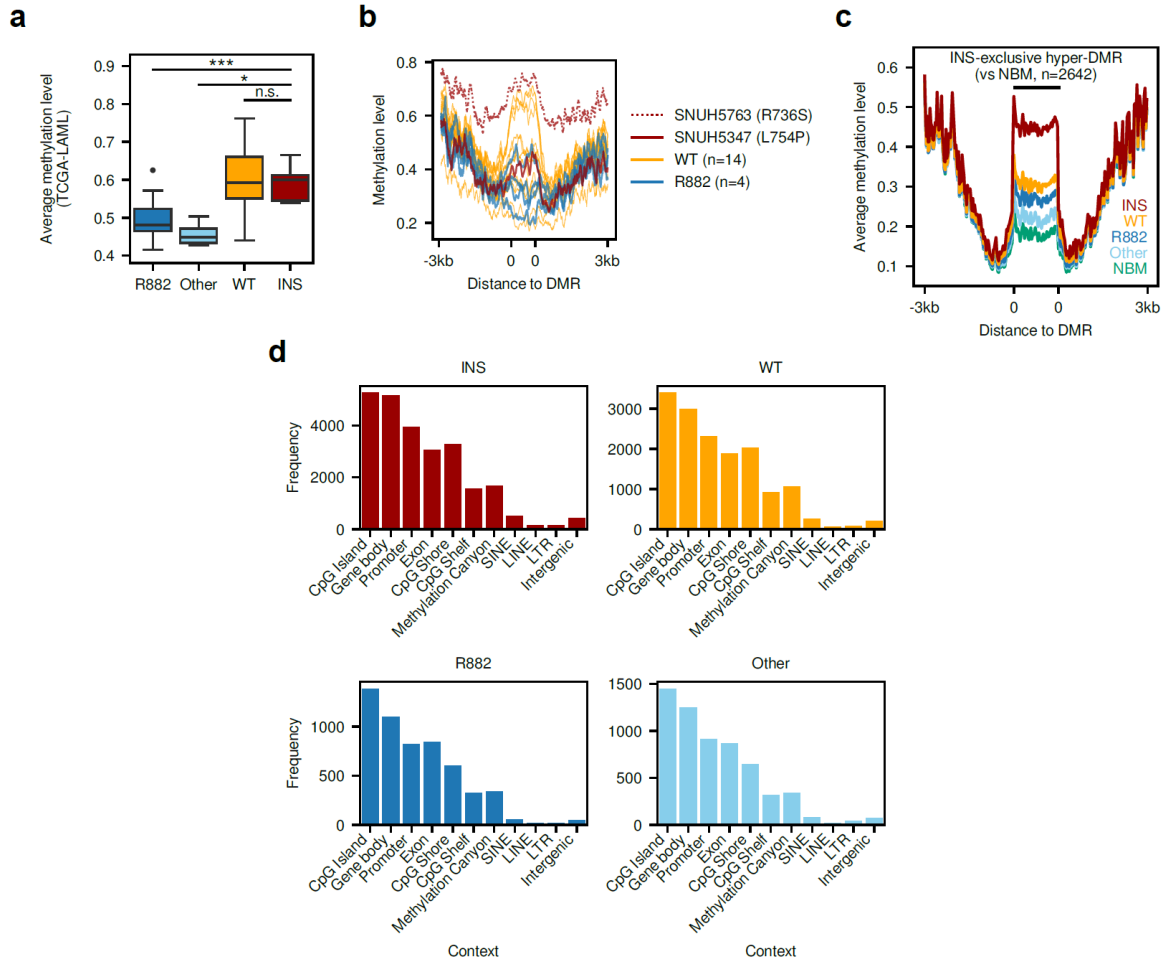 a
Average methylation level
(TCGA-LAML)
0.9
0.8
0.7
0.6
0.5
0.4
***
*
n.s.
R882 Other WT INS
b
Methylation level
0.8
0.6
0.4
0.2
-3kb 0 0 3kb
Distance to DMR
SNUH5763 (R736S)
SNUH5347 (L754P)
WT (n=14)
R882 (n=4)
c
Average methylation level
0.6
0.5
0.4
0.3
0.2
0.1
INS-exclusive hyper-DMR
(vs NBM, n=2642)
INS
WT
R882
Other
NBM
-3kb 0 0 3kb
Distance to DMR
d
INS
Frequency
4000
2000
0
CpG Island
Gene body
Promoter
Exon
CpG Shore
CpG Shelf
Methylation Canyon
SINE
LINE
LTR
Intergenic
WT
3000
2000
1000
0
CpG Island
Gene body
Promoter
Exon
CpG Shore
CpG Shelf
Methylation Canyon
SINE
LINE
LTR
Intergenic
R882
Frequency
1000
500
0
CpG Island
Gene body
Promoter
Exon
CpG Shore
CpG Shelf
Methylation Canyon
SINE
LINE
LTR
Intergenic
Context
Other
1500
1000
500
0
CpG Island
Gene body
Promoter
Exon
CpG Shore
CpG Shelf
Methylation Canyon
SINE
LINE
LTR
Intergenic
Context